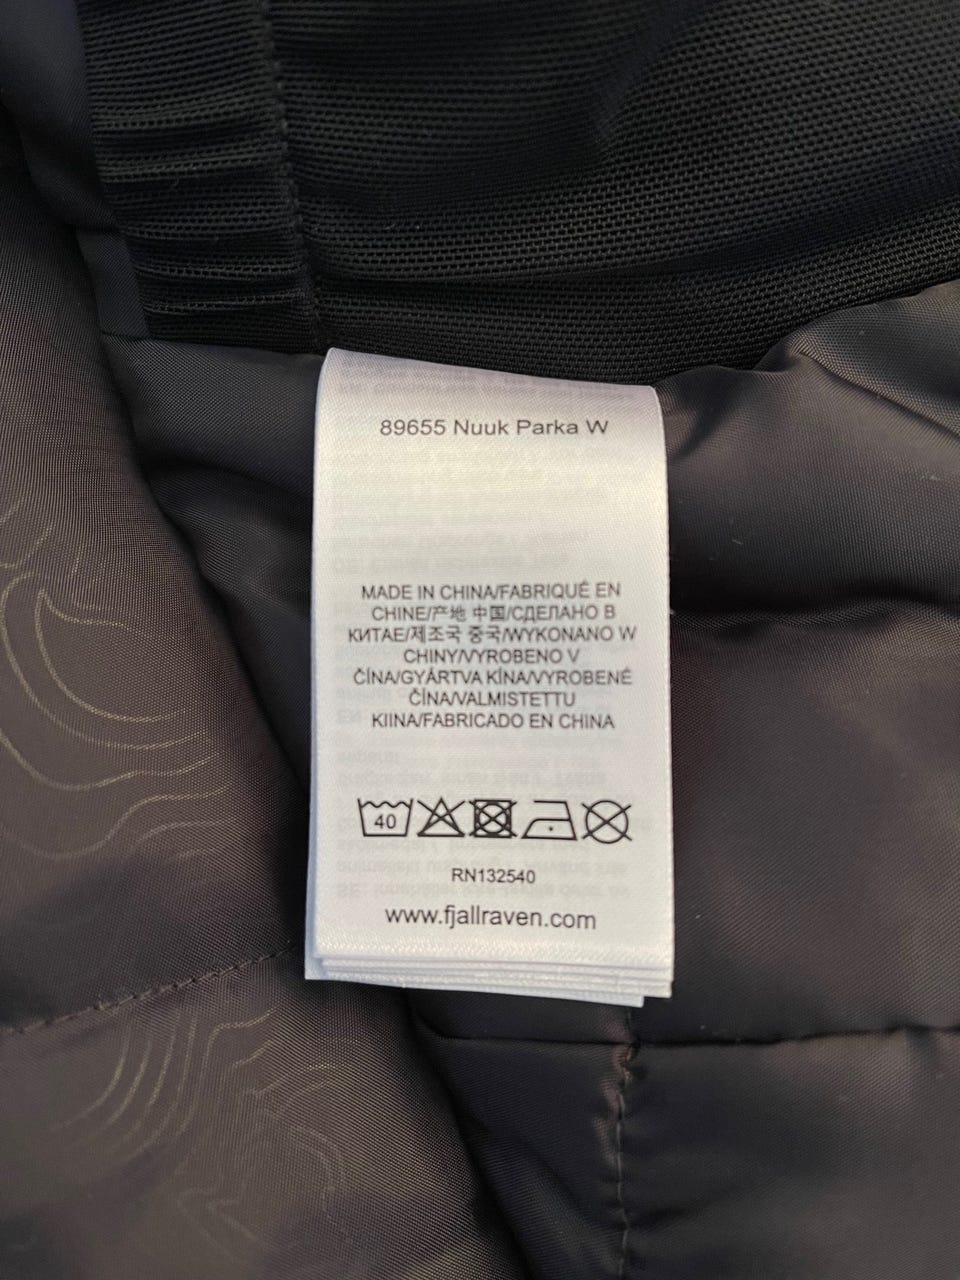 89655 Nuuk Parka W
MADE IN CHINA/FABRIQUÉ EN
CHINE/产地 中国/СДЕЛАНО В
КИТАЕ/제조국 중국/WYKONANO W
CHINY/VYROBENO V
ČÍNA/GYÁRTVA KÍNA/VYROBENÉ
ČÍNA/VALMISTETTU
KIINA/FABRICADO EN CHINA
40
RN132540
www.fjallraven.com